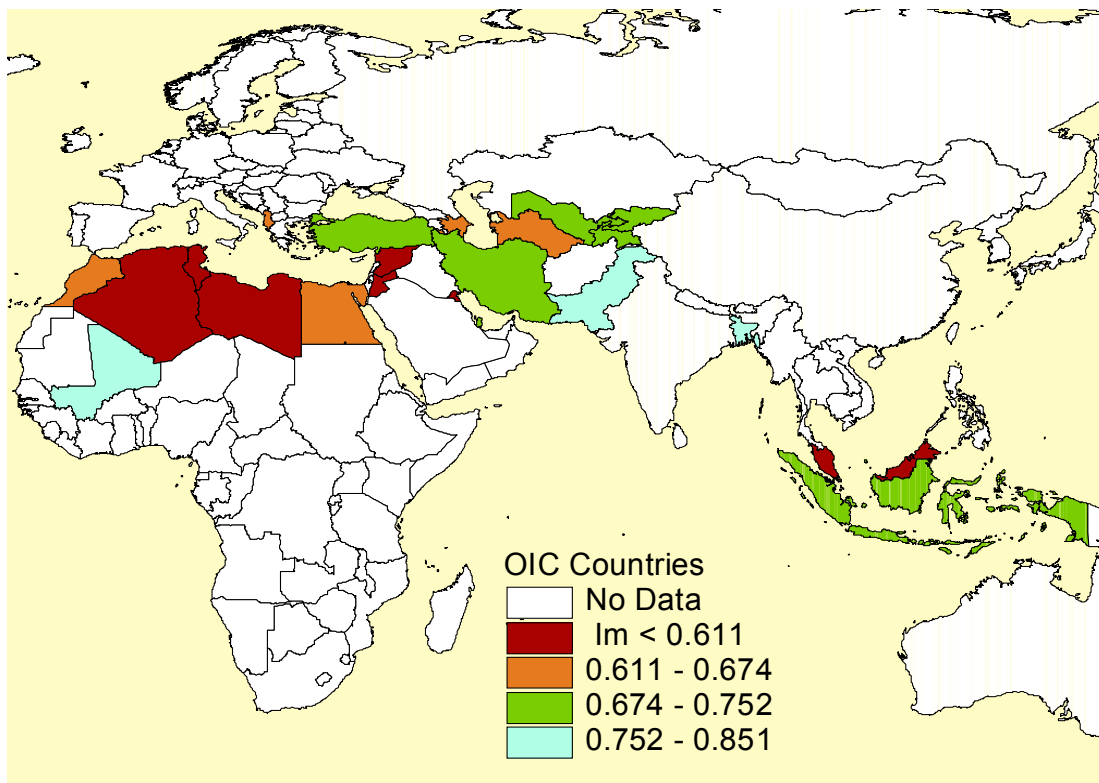 OIC Countries
No Data
Im < 0.611
0.611 - 0.674
0.674 - 0.752
0.752 - 0.851